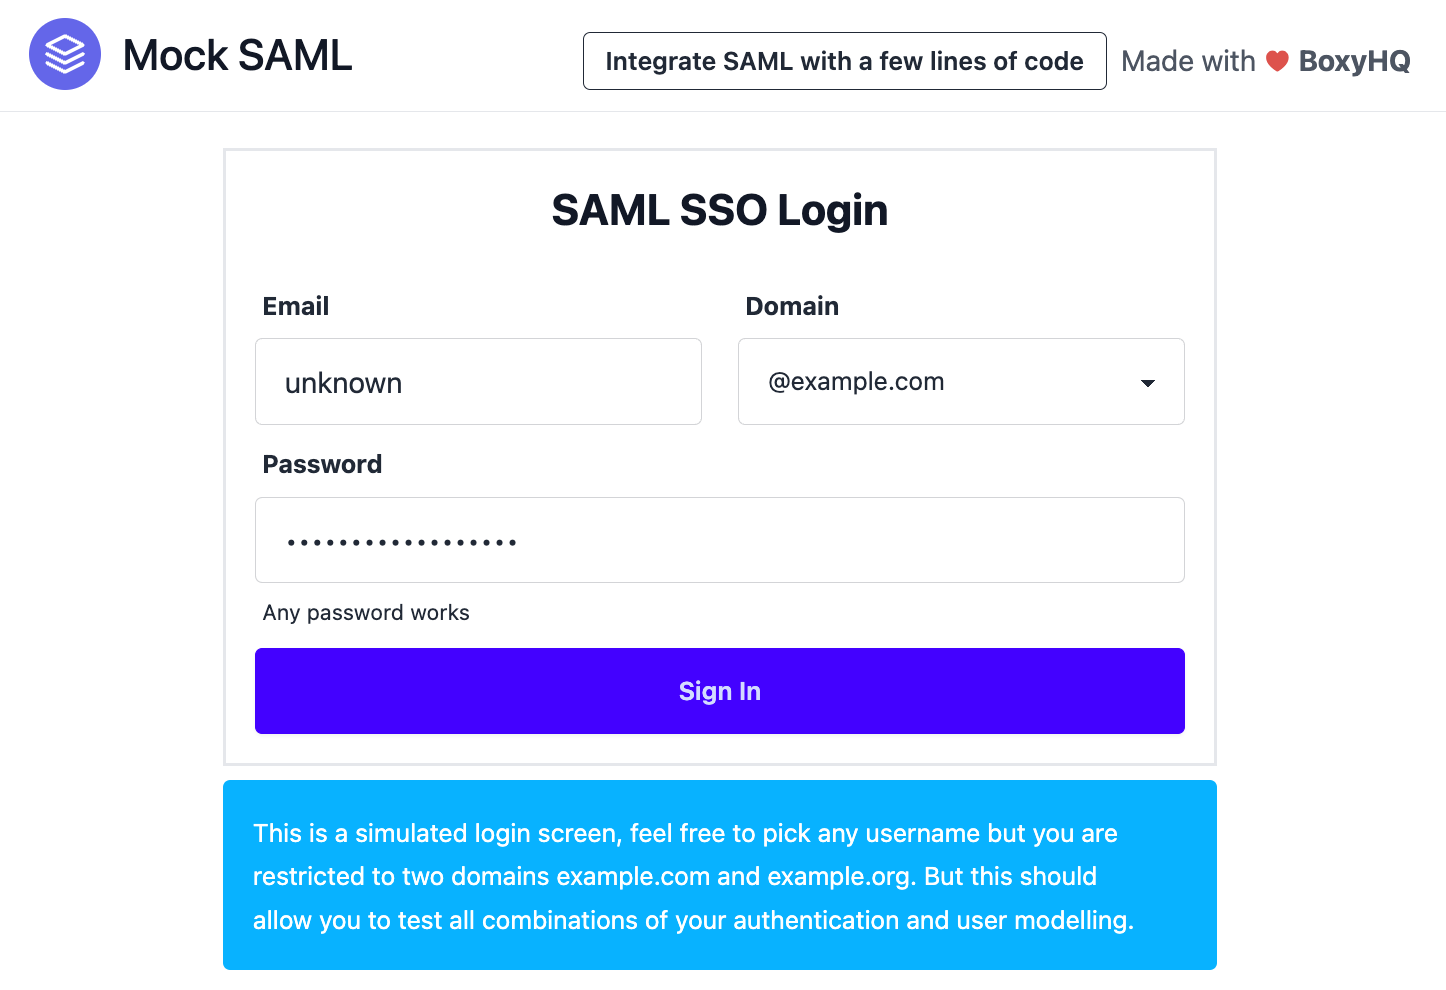 Mock SAML
Integrate SAML with a few lines of code
Made with ❤ BoxyHQ
SAML SSO Login
Email
Domain
unknown
@example.com
Password
••••••••••••••••••
Any password works
Sign In
This is a simulated login screen, feel free to pick any username but you are
restricted to two domains example.com and example.org. But this should
allow you to test all combinations of your authentication and user modelling.